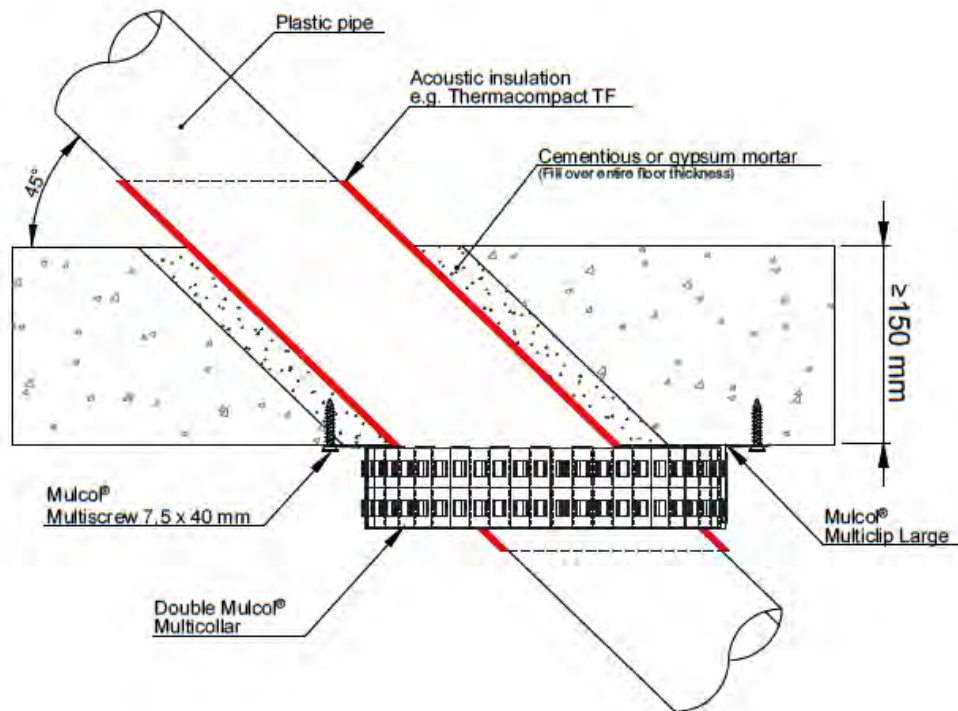 Plastic pipe
Acoustic insulation
e.g. Thermacompact TF
Cementious or gypsum mortar
(Fill over entire floor thickness)
45°
≥150 mm
Mulcol®
Multiscrew 7,5 x 40 mm
Mulcol®
Multiclip Large
Double Mulcol®
Multicollar